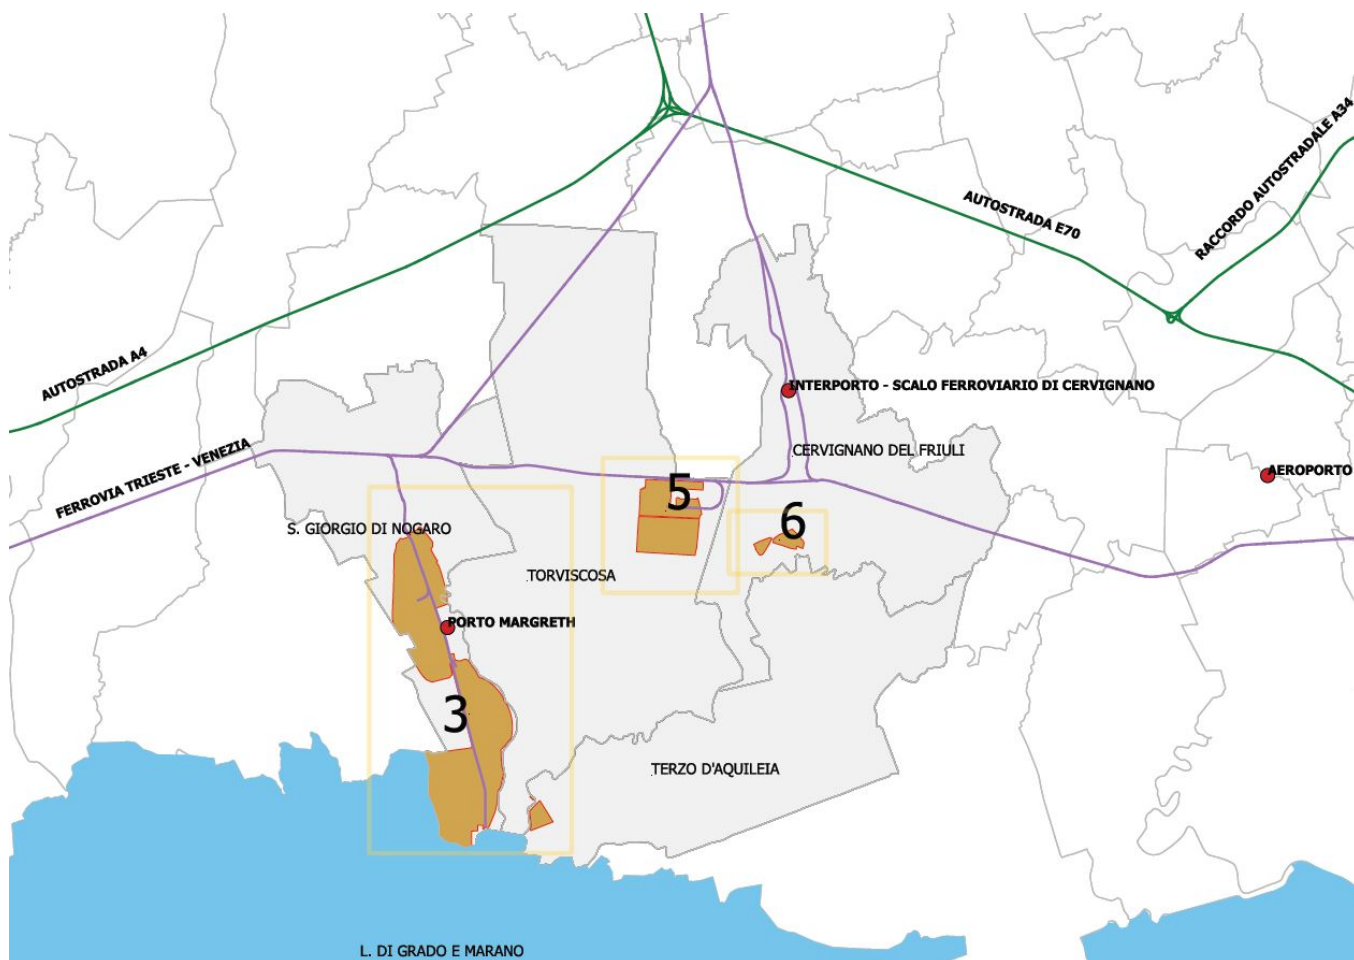 RACCORDO AUTOSTRADALE A34
AUTOSTRADA E70
AUTOSTRADA A4
INTERPORTO - SCALO FERROVIARIO DI CERVIGNANO
CERVIGNANO DEL FRIULI
AEROPORTO
FERROVIA TRIESTE - VENEZIA
5
6
S. GIORGIO DI NOGARO
TORVISCOSA
PORTO MARGRETH
3
TERZO D'AQUILEIA
L. DI GRADO E MARANO